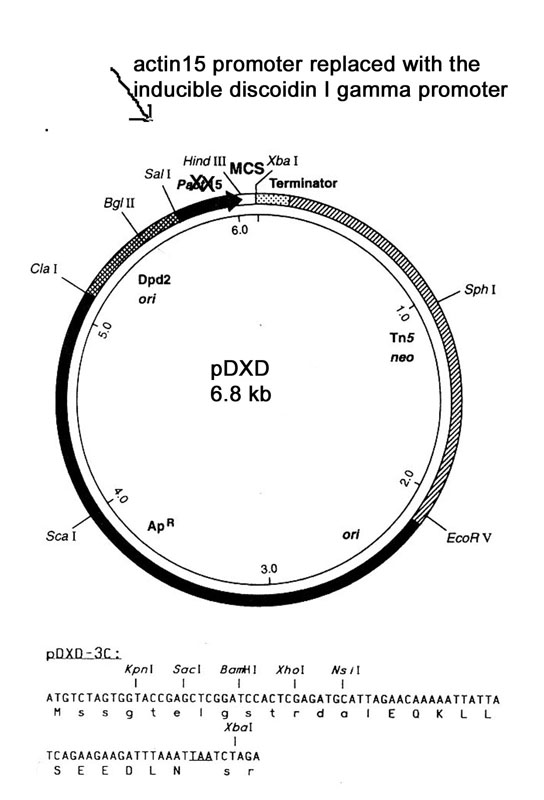 actin15 promoter replaced with the
inducible discoidin I gamma promoter
Hind III
MCS
Xba I
Sal I
Terminator
Bgl II
6.0
Cla I
Dpd2
ori
Sph I
1.0
5.0
Tn5
neo
pDXD
6.8 kb
2.0
4.0
Sca I
ApR
ori
EcoR V
3.0
pDXD-3C:
KpnI SacI BamHI XhoI NsiI
ATGTCTAGTGGTACCGAGCTCGGATCCACTCGAGATGCATTAGAACAAAAATTATTA
M s s g t e l g s t r d a l E Q K L L
XbaI
TCAGAAGAAGATTTAAATTAATCTAGA
S E E D L N s r